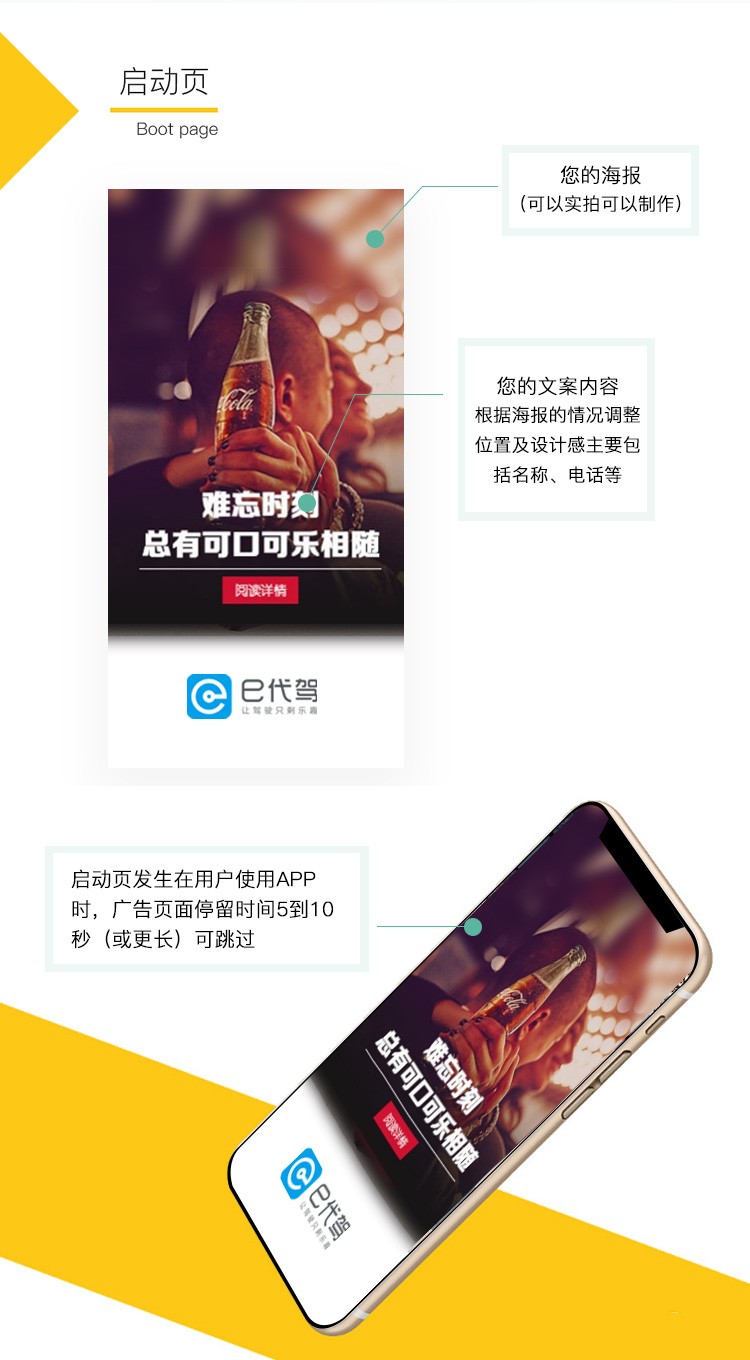 启动页
Boot page
您的海报
（可以实拍可以制作）
您的文案内容
根据海报的情况调整
位置及设计感主要包
括名称、电话等
Cola
难忘时刻
总有可口可乐相随
阅读详情
e代驾
让驾驶只剩乐趣
启动页发生在用户使用APP
时，广告页面停留时间5到10
秒（或更长）可跳过
Cola
难忘时刻
总有可口可乐相随
阅读详情
e代驾
让驾驶只剩乐趣